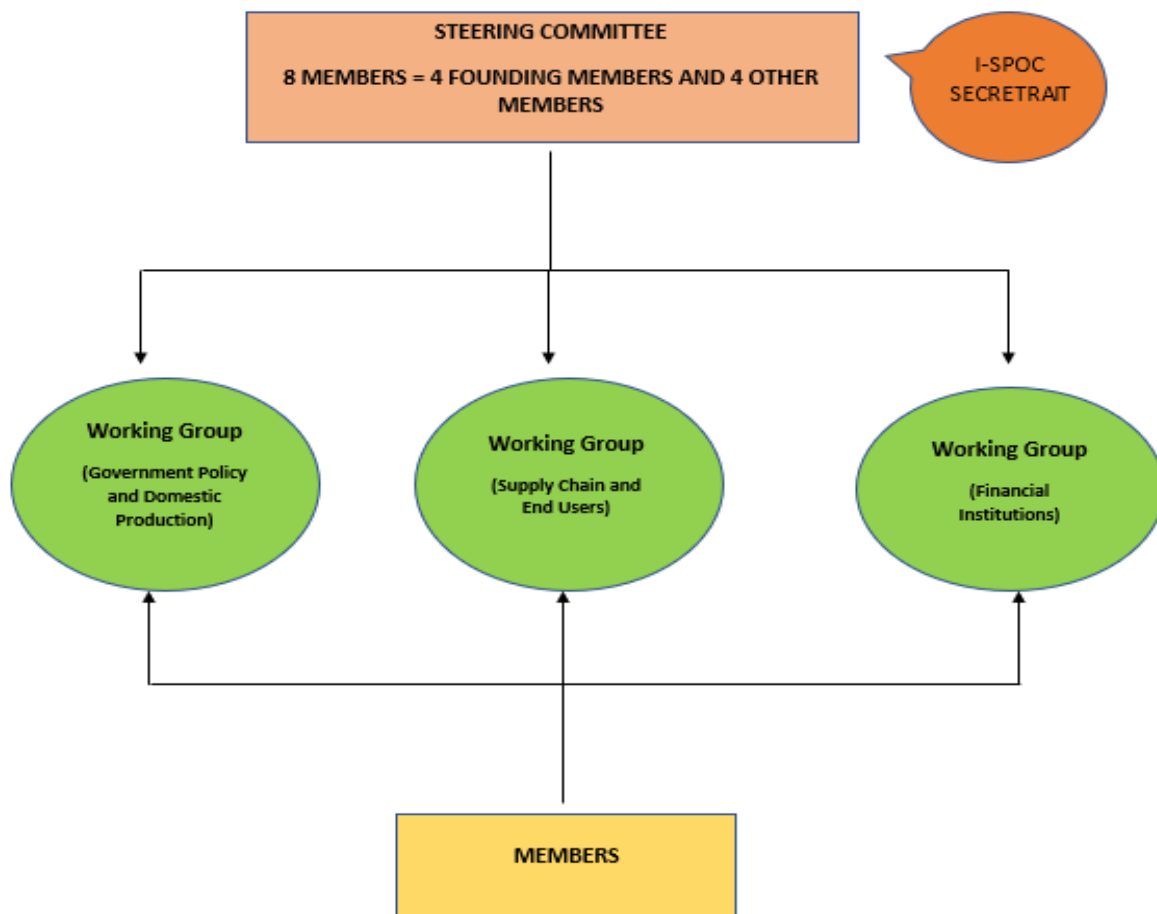 STEERING COMMITTEE
8 MEMBERS = 4 FOUNDING MEMBERS AND 4 OTHER
MEMBERS
I-SPOC
SECRETRAIT
Working Group
(Government Policy
and Domestic
Production)
Working Group
(Supply Chain and
End Users)
Working Group
(Financial
Institutions)
MEMBERS